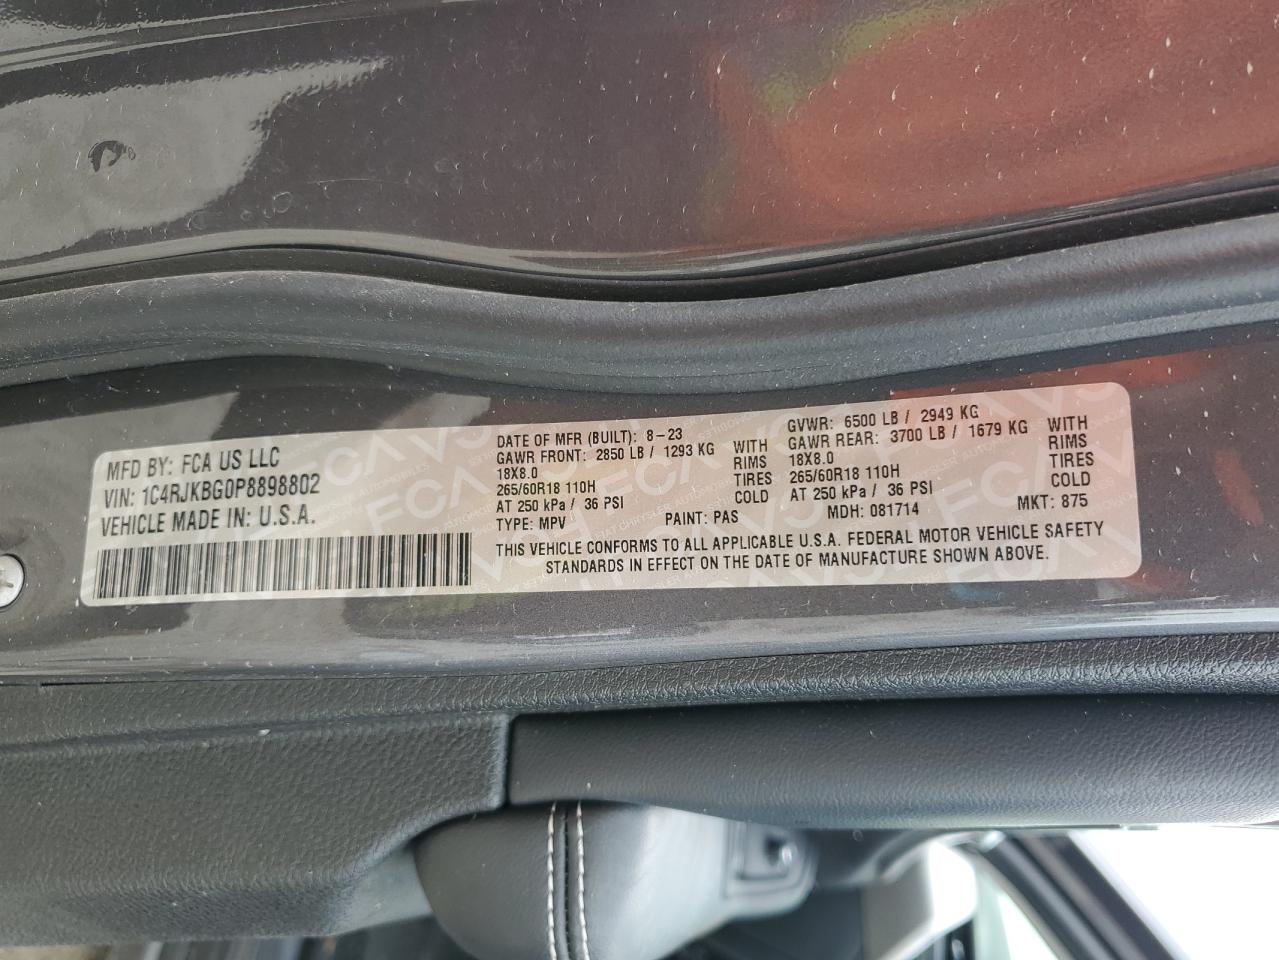 MFD BY: FCA US LLC
VIN: 1C4RJKBG0P8898802
VEHICLE MADE IN: U.S.A.
DATE OF MFR (BUILT): 8-23
GAWR FRONT: 2850 LB / 1293 KG WITH
18X8.0 RIMS
265/60R18 110H TIRES
AT 250 kPa / 36 PSI COLD
TYPE: MPV PAINT: PAS
GVWR: 6500 LB / 2949 KG
GAWR REAR: 3700 LB / 1679 KG WITH
18X8.0 RIMS
265/60R18 110H TIRES
AT 250 kPa / 36 PSI COLD
MDH: 081714 MKT: 875
THIS VEHICLE CONFORMS TO ALL APPLICABLE U.S.A. FEDERAL MOTOR VEHICLE SAFETY
STANDARDS IN EFFECT ON THE DATE OF MANUFACTURE SHOWN ABOVE.